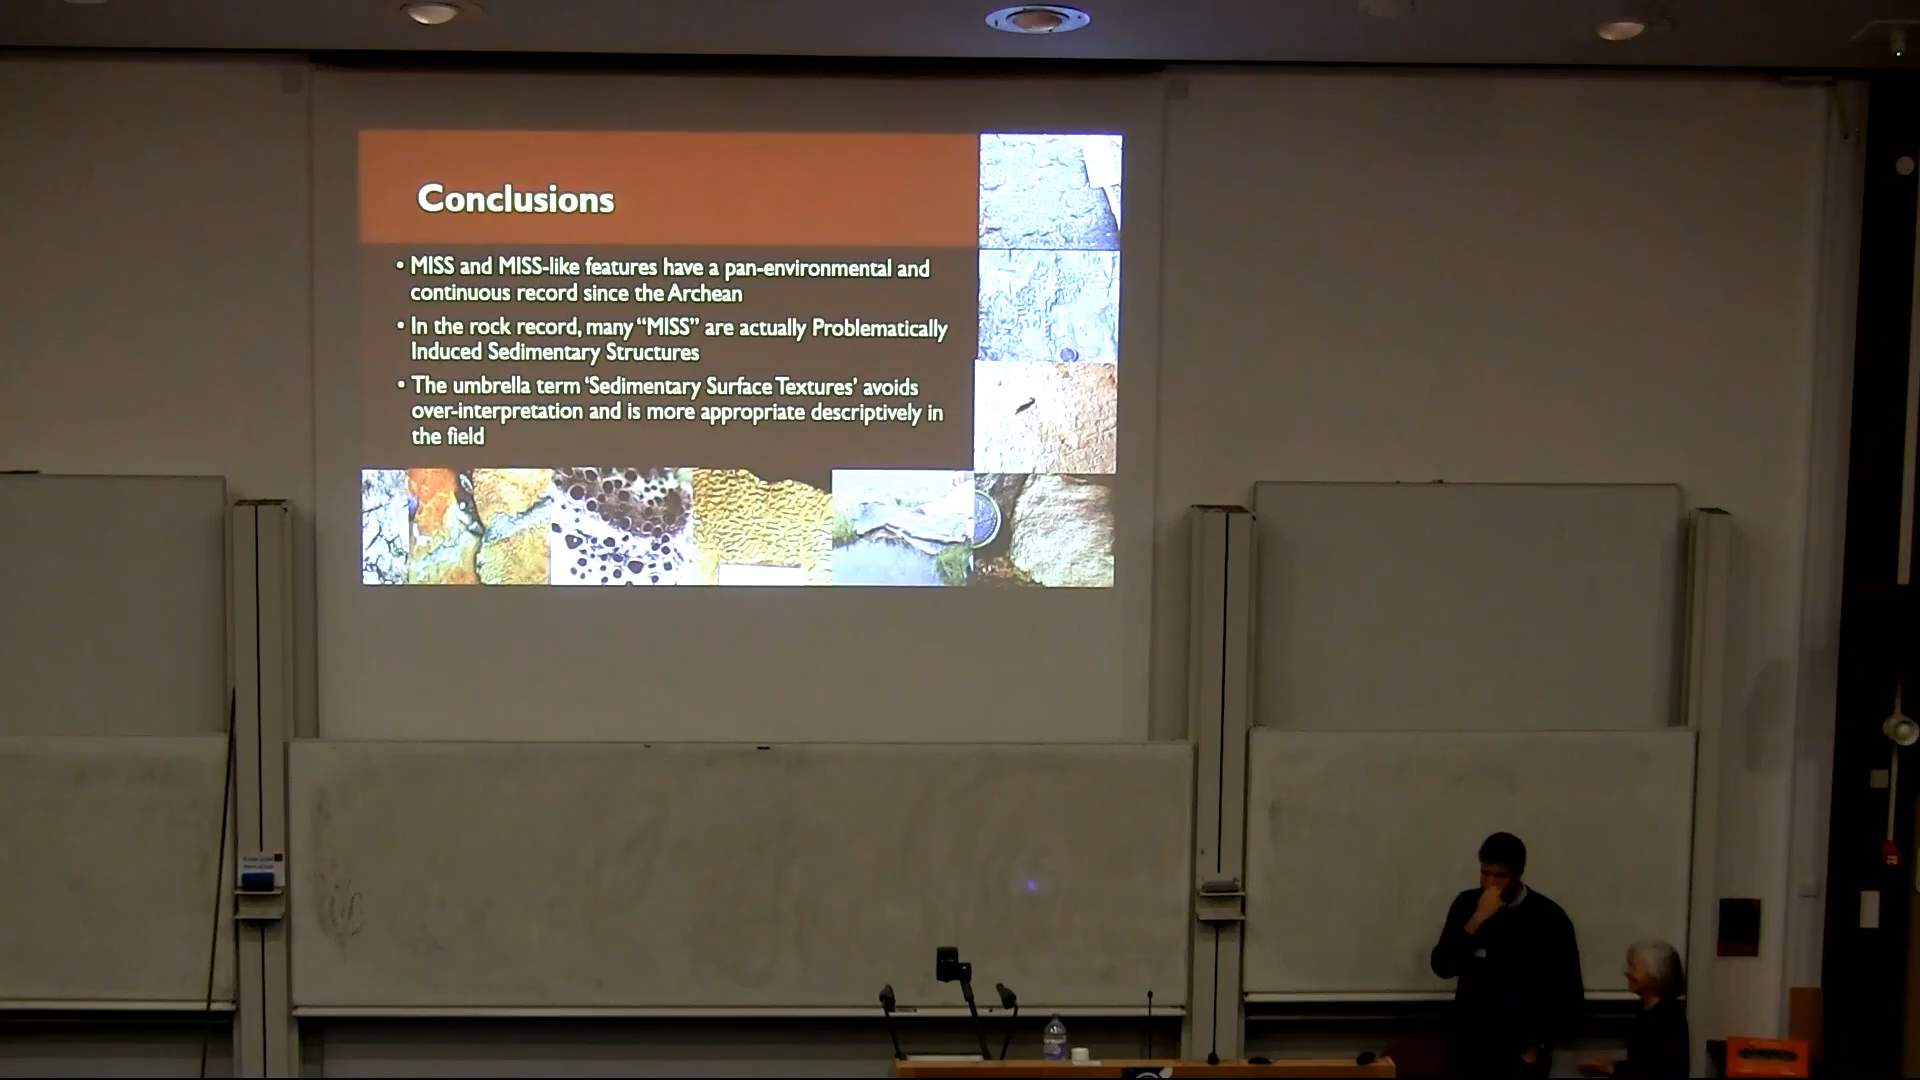 Conclusions
• MISS and MISS-like features have a pan-environmental and
continuous record since the Archean
• In the rock record, many “MISS” are actually Problematically
Induced Sedimentary Structures
• The umbrella term ‘Sedimentary Surface Textures’ avoids
over-interpretation and is more appropriate descriptively in
the field